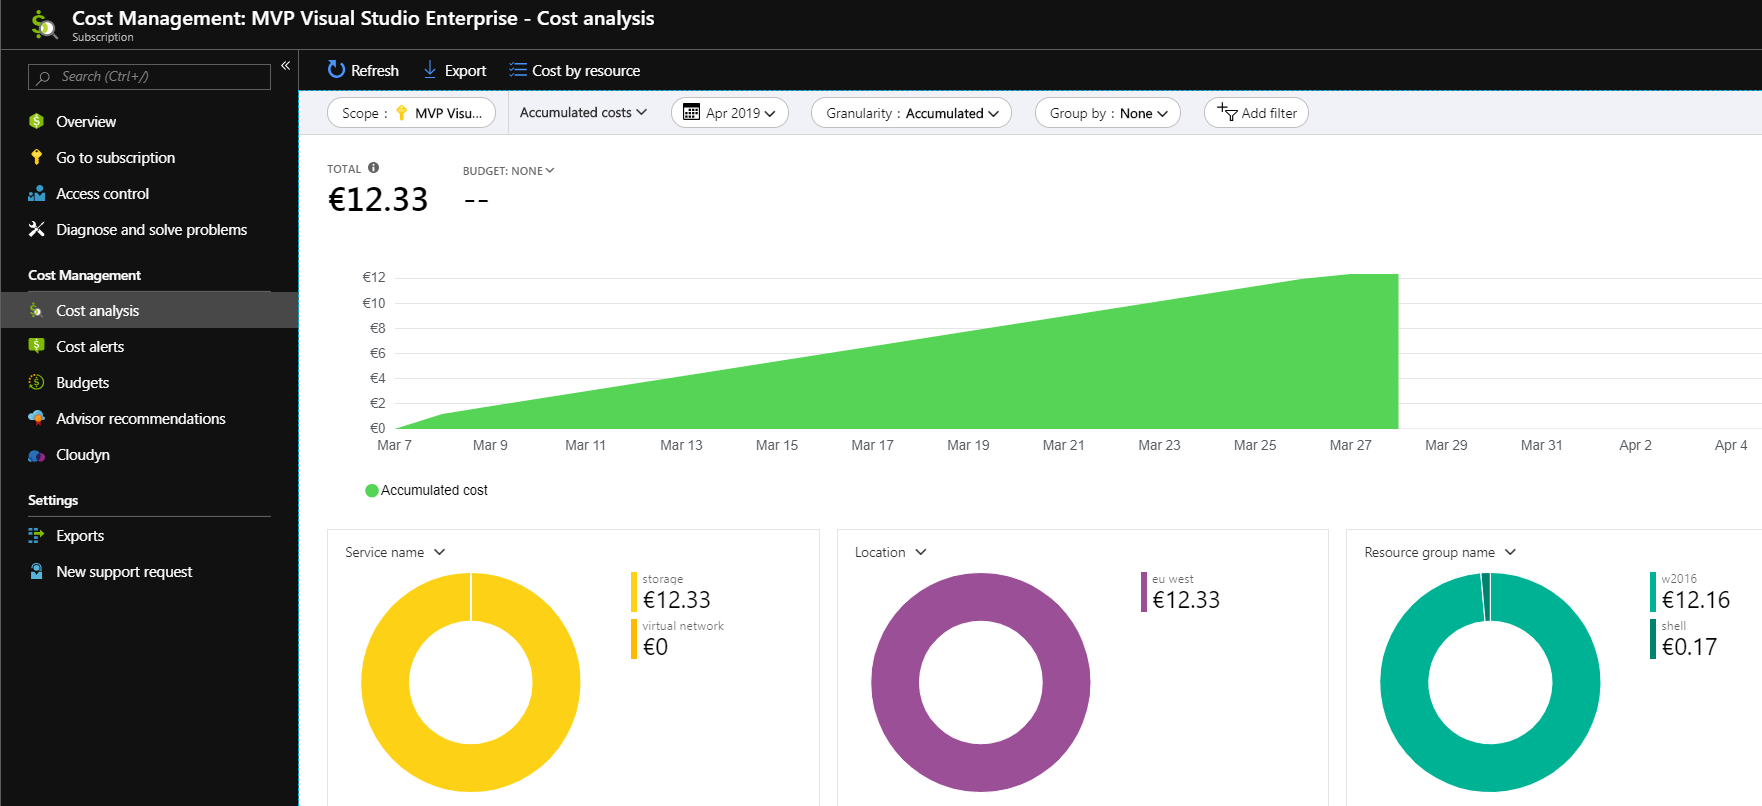 Cost Management: MVP Visual Studio Enterprise - Cost analysis
Subscription
Search (Ctrl+/)
«
Overview
Go to subscription
Access control
Diagnose and solve problems
Cost Management
Cost analysis
Cost alerts
Budgets
Advisor recommendations
Cloudyn
Settings
Exports
New support request
Refresh
Export
Cost by resource
Scope : MVP Visu...
Accumulated costs
Apr 2019
Granularity : Accumulated
Group by : None
Add filter
TOTAL
€12.33
BUDGET: NONE
--
€12
€10
€8
€6
€4
€2
€0
Mar 7 Mar 9 Mar 11 Mar 13 Mar 15 Mar 17 Mar 19 Mar 21 Mar 23 Mar 25 Mar 27 Mar 29 Mar 31 Apr 2 Apr 4
Accumulated cost
Service name
storage
€12.33
virtual network
€0
Location
eu west
€12.33
Resource group name
w2016
€12.16
shell
€0.17